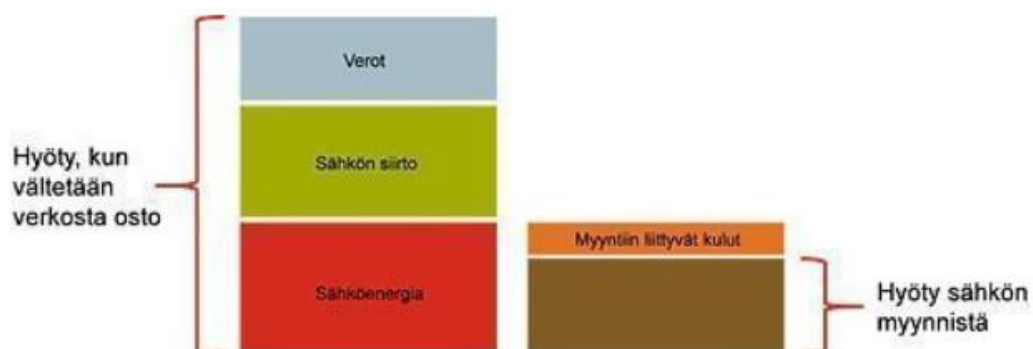 Verot
Hyöty, kun
vältetään
verkosta osto
Sähkön siirto
Sähköenergia
Myyntiin liittyvät kulut
Hyöty sähkön
myynnistä